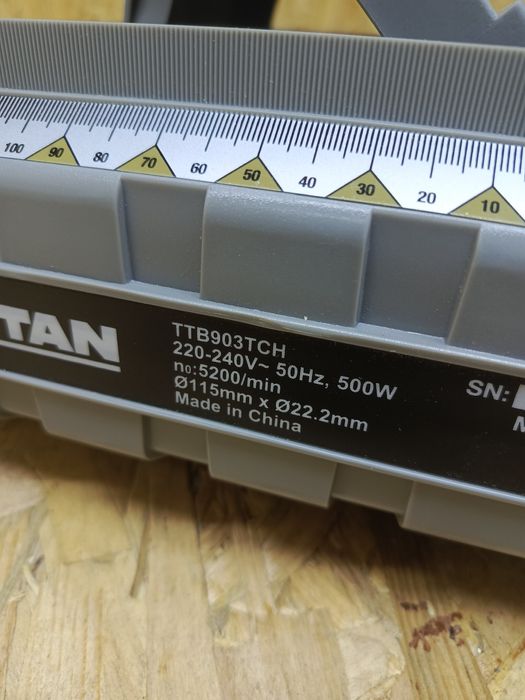 100 90 80 70 60 50 40 30 20 10
TAN
TTB903TCH
220-240V~ 50Hz, 500W
n₀:5200/min
Ø115mm x Ø22.2mm
Made in China
SN: